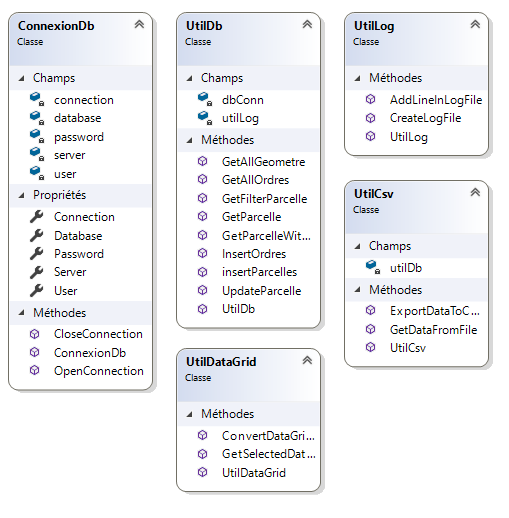 ConnexionDb
Classe
Champs
connection
database
password
server
user
Propriétés
Connection
Database
Password
Server
User
Méthodes
CloseConnection
ConnexionDb
OpenConnection
UtilDb
Classe
Champs
dbConn
utilLog
Méthodes
GetAllGeometre
GetAllOrdres
GetFilterParcelle
GetParcelle
GetParcelleWit...
InsertOrdres
insertParcelles
UpdateParcelle
UtilDb
UtilDataGrid
Classe
Méthodes
ConvertDataGri...
GetSelectedDat...
UtilDataGrid
UtilLog
Classe
Méthodes
AddLineInLogFile
CreateLogFile
UtilLog
UtilCsv
Classe
Champs
utilDb
Méthodes
ExportDataToC...
GetDataFromFile
UtilCsv